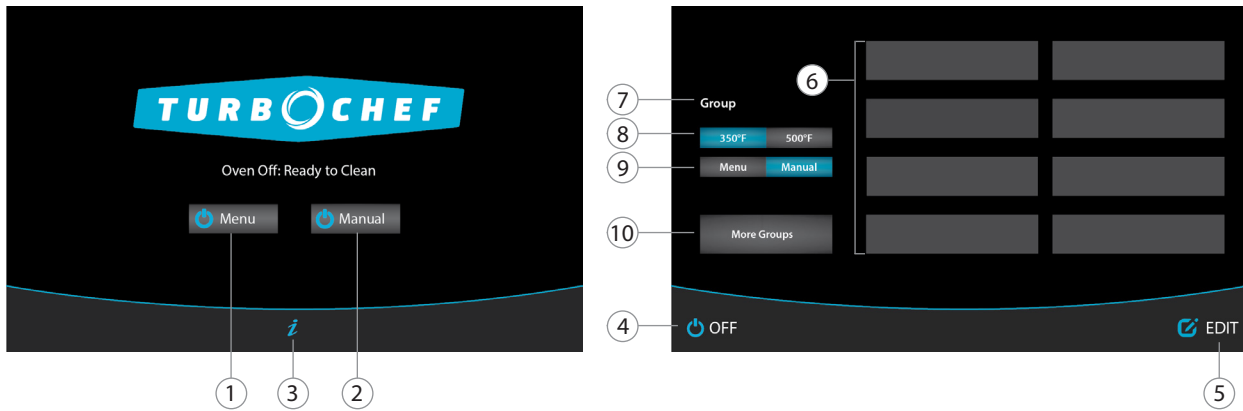 TURBOCHEF
Oven Off: Ready to Clean
Menu
Manual
i
1
3
2
6
7
Group
8
350°F
500°F
9
Menu
Manual
10
More Groups
4
OFF
EDIT
5